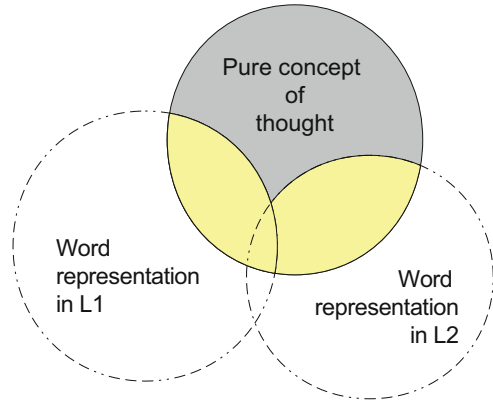 Pure concept
of
thought
Word
representation
in L1
Word
representation
in L2